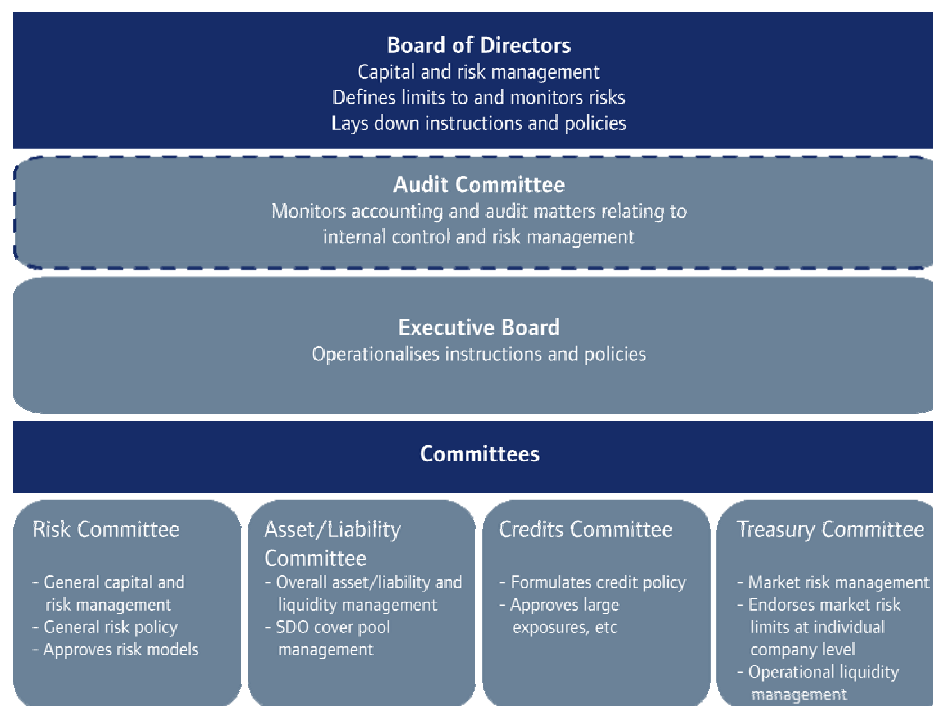 Board of Directors
Capital and risk management
Defines limits to and monitors risks
Lays down instructions and policies
Audit Committee
Monitors accounting and audit matters relating to
internal control and risk management
Executive Board
Operationalises instructions and policies
Committees
Risk Committee
- General capital and
risk management
- General risk policy
- Approves risk models
Asset/Liability
Committee
- Overall asset/liability and
liquidity management
- SDO cover pool
management
Credits Committee
- Formulates credit policy
- Approves large
exposures, etc
Treasury Committee
- Market risk management
- Endorses market risk
limits at individual
company level
- Operational liquidity
management